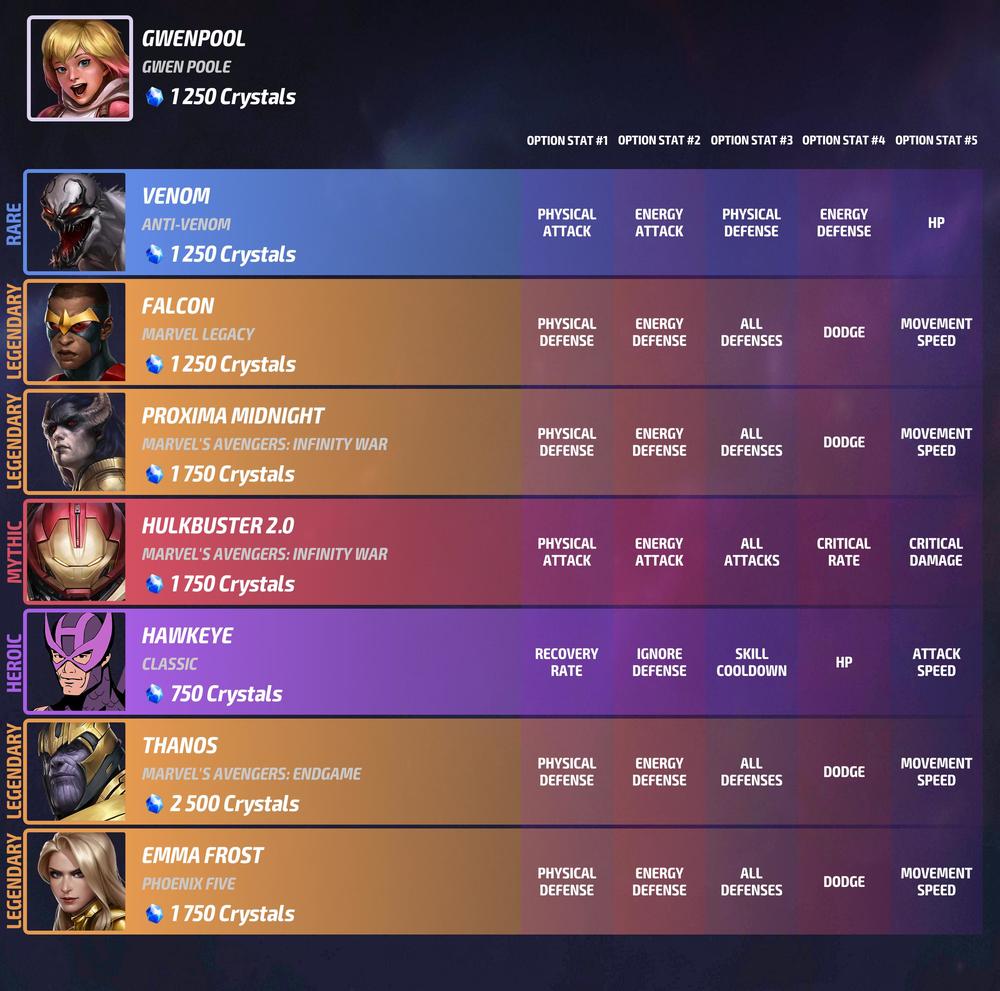 GWENPOOL
GWEN POOLE
1 250 Crystals
OPTION STAT #1 OPTION STAT #2 OPTION STAT #3 OPTION STAT #4 OPTION STAT #5
RARE
VENOM
ANTI-VENOM
1 250 Crystals
PHYSICAL ATTACK
ENERGY ATTACK
PHYSICAL DEFENSE
ENERGY DEFENSE
HP
LEGENDARY
FALCON
MARVEL LEGACY
1 250 Crystals
PHYSICAL DEFENSE
ENERGY DEFENSE
ALL DEFENSES
DODGE
MOVEMENT SPEED
LEGENDARY
PROXIMA MIDNIGHT
MARVEL'S AVENGERS: INFINITY WAR
1 750 Crystals
PHYSICAL DEFENSE
ENERGY DEFENSE
ALL DEFENSES
DODGE
MOVEMENT SPEED
MYTHIC
HULKBUSTER 2.0
MARVEL'S AVENGERS: INFINITY WAR
1 750 Crystals
PHYSICAL ATTACK
ENERGY ATTACK
ALL ATTACKS
CRITICAL RATE
CRITICAL DAMAGE
HEROIC
HAWKEYE
CLASSIC
750 Crystals
RECOVERY RATE
IGNORE DEFENSE
SKILL COOLDOWN
HP
ATTACK SPEED
LEGENDARY
THANOS
MARVEL'S AVENGERS: ENDGAME
2 500 Crystals
PHYSICAL DEFENSE
ENERGY DEFENSE
ALL DEFENSES
DODGE
MOVEMENT SPEED
LEGENDARY
EMMA FROST
PHOENIX FIVE
1 750 Crystals
PHYSICAL DEFENSE
ENERGY DEFENSE
ALL DEFENSES
DODGE
MOVEMENT SPEED